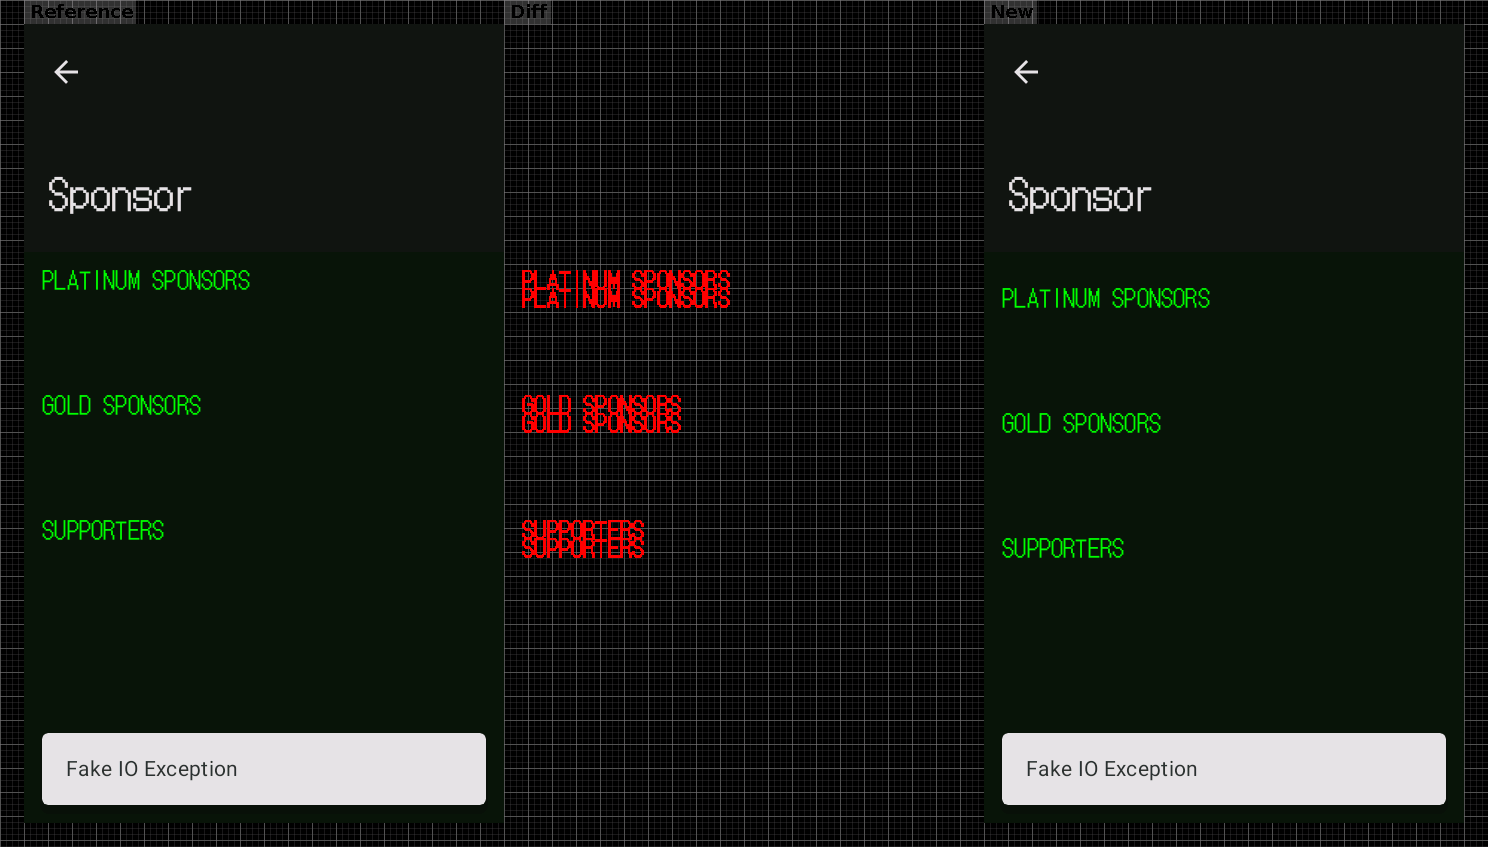 Reference
Diff
New
Sponsor
Sponsor
PLATINUM SPONSORS
PLATINUM SPONSORS
PLATINUM SPONSORS
PLATINUM SPONSORS
GOLD SPONSORS
GOLD SPONSORS
GOLD SPONSORS
GOLD SPONSORS
SUPPORTERS
SUPPORTERS
SUPPORTERS
SUPPORTERS
Fake IO Exception
Fake IO Exception